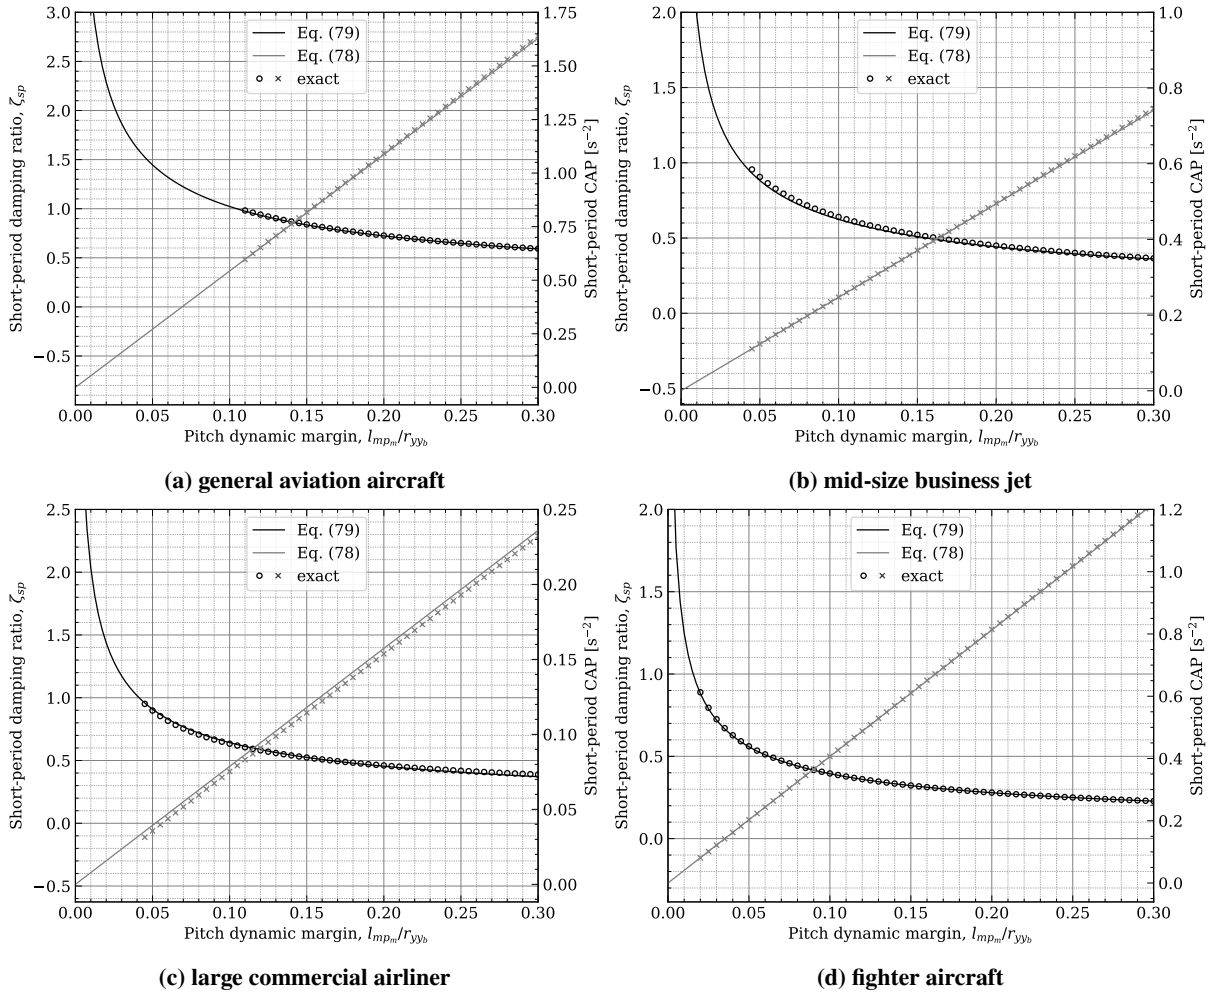 3.0
2.5
2.0
1.5
1.0
0.5
0.0
−0.5
Short-period damping ratio, ζsp
1.75
1.50
1.25
1.00
0.75
0.50
0.25
0.00
Short-period CAP [s⁻²]
Eq. (79)
Eq. (78)
exact
0.00 0.05 0.10 0.15 0.20 0.25 0.30
Pitch dynamic margin, lmpm/ryyb
(a) general aviation aircraft
2.0
1.5
1.0
0.5
0.0
−0.5
Short-period damping ratio, ζsp
1.0
0.8
0.6
0.4
0.2
0.0
Short-period CAP [s⁻²]
Eq. (79)
Eq. (78)
exact
0.00 0.05 0.10 0.15 0.20 0.25 0.30
Pitch dynamic margin, lmpm/ryyb
(b) mid-size business jet
2.5
2.0
1.5
1.0
0.5
0.0
−0.5
Short-period damping ratio, ζsp
0.25
0.20
0.15
0.10
0.05
0.00
Short-period CAP [s⁻²]
Eq. (79)
Eq. (78)
exact
0.00 0.05 0.10 0.15 0.20 0.25 0.30
Pitch dynamic margin, lmpm/ryyb
(c) large commercial airliner
2.0
1.5
1.0
0.5
0.0
Short-period damping ratio, ζsp
1.2
1.0
0.8
0.6
0.4
0.2
0.0
Short-period CAP [s⁻²]
Eq. (79)
Eq. (78)
exact
0.00 0.05 0.10 0.15 0.20 0.25 0.30
Pitch dynamic margin, lmpm/ryyb
(d) fighter aircraft